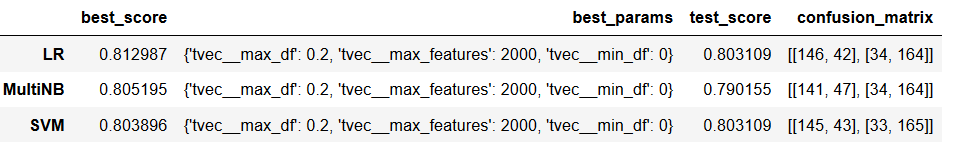 best_score best_params test_score confusion_matrix
LR 0.812987 {'tvec__max_df': 0.2, 'tvec__max_features': 2000, 'tvec__min_df': 0} 0.803109 [[146, 42], [34, 164]]
MultiNB 0.805195 {'tvec__max_df': 0.2, 'tvec__max_features': 2000, 'tvec__min_df': 0} 0.790155 [[141, 47], [34, 164]]
SVM 0.803896 {'tvec__max_df': 0.2, 'tvec__max_features': 2000, 'tvec__min_df': 0} 0.803109 [[145, 43], [33, 165]]